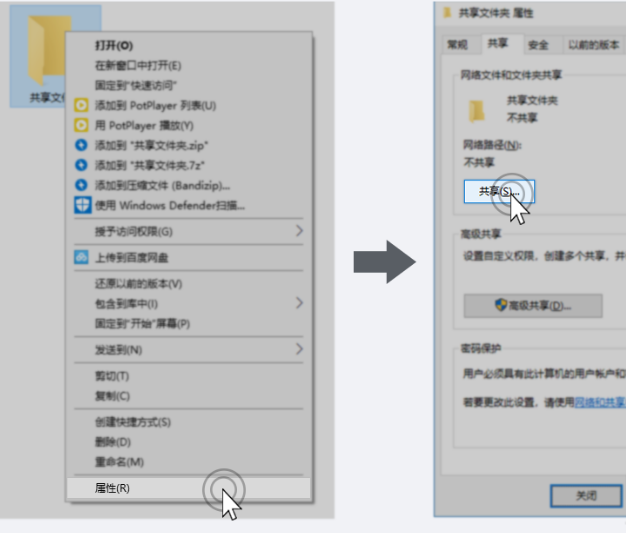 共享文
打开(O)
在新窗口中打开(E)
固定到"快速访问"
添加到 PotPlayer 列表(U)
用 PotPlayer 播放(Y)
添加到 "共享文件夹.zip"
添加到 "共享文件夹.7z"
添加到压缩文件 (Bandizip)...
使用 Windows Defender扫描...
授予访问权限(G)
上传到百度网盘
还原以前的版本(V)
包含到库中(I)
固定到"开始"屏幕(P)
发送到(N)
剪切(T)
复制(C)
创建快捷方式(S)
删除(D)
重命名(M)
属性(R)
共享文件夹 属性
常规 共享 安全 以前的版本
网络文件和文件夹共享
共享文件夹
不共享
网络路径(N):
不共享
共享(S)...
高级共享
设置自定义权限，创建多个共享，并
高级共享(D)...
密码保护
用户必须具有此计算机的用户帐户和
若要更改此设置，请使用网络和共享
关闭